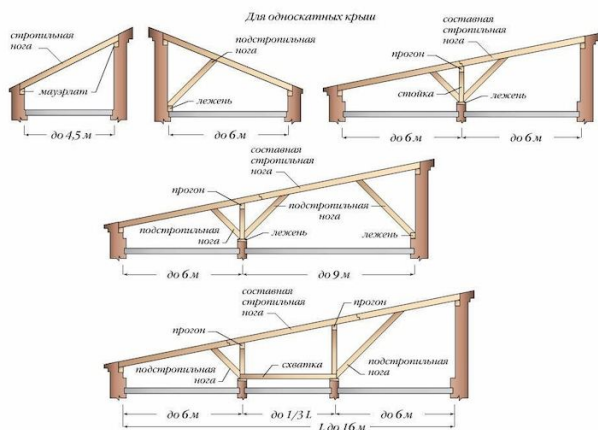 Для односкатных крыш
стропильная
нога
мауэрлат
до 4,5 м
подстропильная
нога
лежень
до 6 м
составная
стропильная
нога
прогон
стойка
лежень
до 6 м
до 6 м
составная
стропильная
нога
прогон
подстропильная
нога
подстропильная
нога
лежень
лежень
до 6 м
до 9 м
составная
стропильная
нога
прогон
прогон
подстропильная
нога
схватка
подстропильная
нога
до 6 м
до 1/3 L
до 6 м
L до 16 м